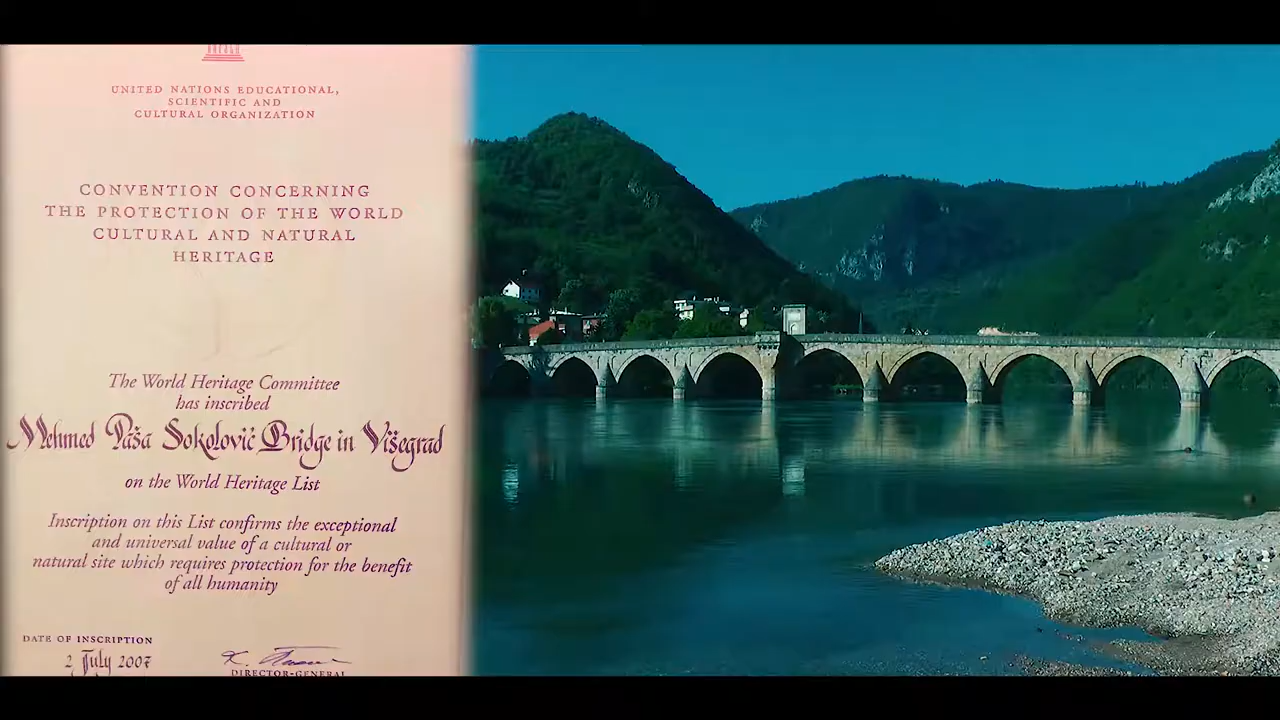 UNITED NATIONS EDUCATIONAL,
SCIENTIFIC AND
CULTURAL ORGANIZATION
CONVENTION CONCERNING
THE PROTECTION OF THE WORLD
CULTURAL AND NATURAL
HERITAGE
The World Heritage Committee
has inscribed
Mehmed Paša Sokolović Bridge in Višegrad
on the World Heritage List
Inscription on this List confirms the exceptional
and universal value of a cultural or
natural site which requires protection for the benefit
of all humanity
DATE OF INSCRIPTION
2 July 2007
DIRECTOR-GENERAL